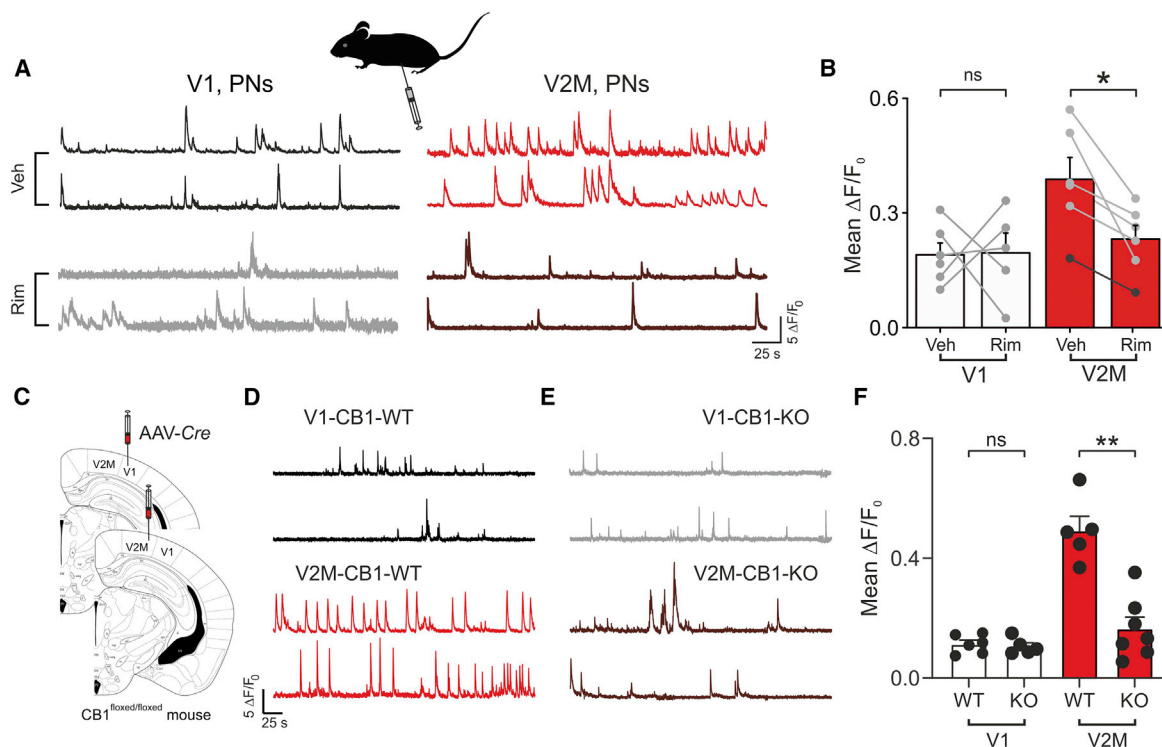 A
V1, PNs
V2M, PNs
Veh
Rim
5 ΔF/F0
25 s
B
ns
*
0.6
0.3
0.0
Mean ΔF/F0
Veh Rim Veh Rim
V1 V2M
C
AAV-Cre
V2M V1
V2M V1
CB1floxed/floxed mouse
D
V1-CB1-WT
V2M-CB1-WT
5 ΔF/F0
25 s
E
V1-CB1-KO
V2M-CB1-KO
F
ns
**
0.8
0.4
0.0
Mean ΔF/F0
WT KO WT KO
V1 V2M